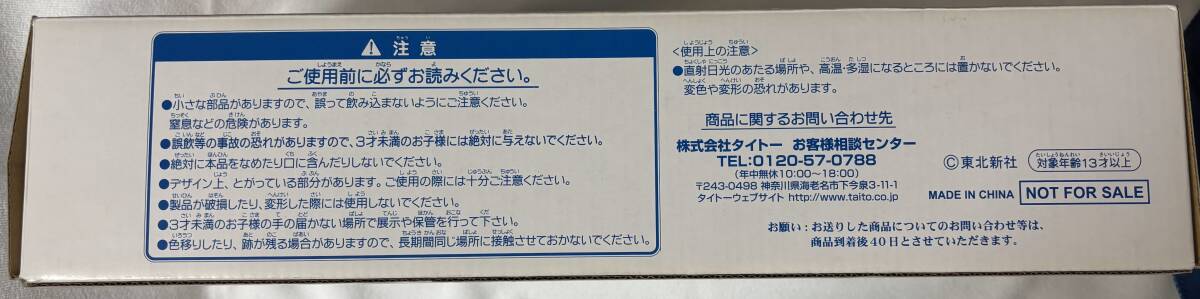 注意
ご使用前に必ずお読みください。
●小さな部品がありますので、誤って飲み込まないようにご注意ください。
窒息などの危険があります。
●誤飲等の事故の恐れがありますので、3才未満のお子様には絶対に与えないでください。
●絶対に本品をなめたり口に含んだりしないでください。
●デザイン上、とがっている部分があります。ご使用の際には十分ご注意ください。
●製品が破損したり、変形した際には使用しないでください。
●3才未満のお子様の手の届かない場所で展示や保管を行って下さい。
●色移りしたり、跡が残る場合がありますので、長期間同じ場所に接触させておかないでください。
<使用上の注意>
●直射日光のあたる場所や、高温・多湿になるところには置かないでください。
変色や変形の恐れがあります。
商品に関するお問い合わせ先
株式会社タイトー お客様相談センター
TEL:0120-57-0788
(年中無休10:00~18:00)
〒243-0498 神奈川県海老名市下今泉3-11-1
タイトーウェブサイト http://www.taito.co.jp
©東北新社
対象年齢13才以上
MADE IN CHINA
NOT FOR SALE
お願い:お送りした商品についてのお問い合わせ等は、
商品到着後40日とさせていただきます。